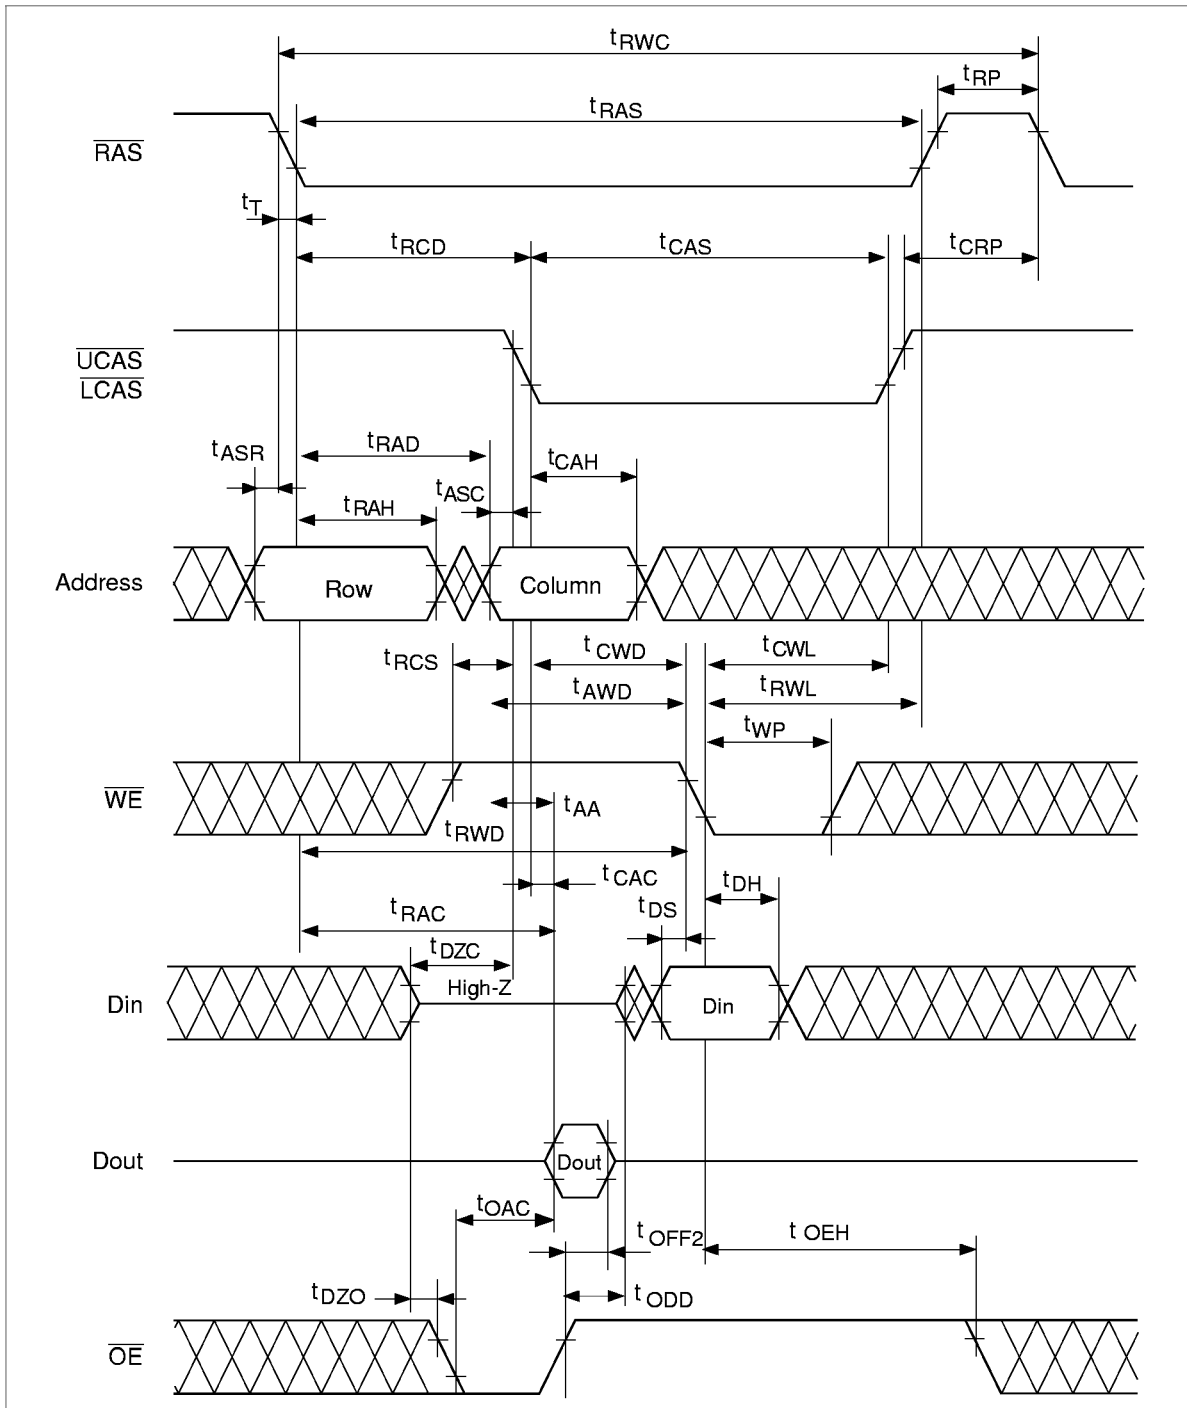 tRWC
tRP
tRAS
RAS
tT
tRCD
tCAS
tCRP
UCAS
LCAS
tASR
tRAD
tCAH
tASC
tRAH
Address
Row
Column
tRCS
tCWD
tCWL
tAWD
tRWL
tWP
WE
tAA
tRWD
tCAC
tDH
tRAC
tDS
tDZC
High-Z
Din
Din
Dout
Dout
tOAC
tOFF2
tOEH
tDZO
tODD
OE